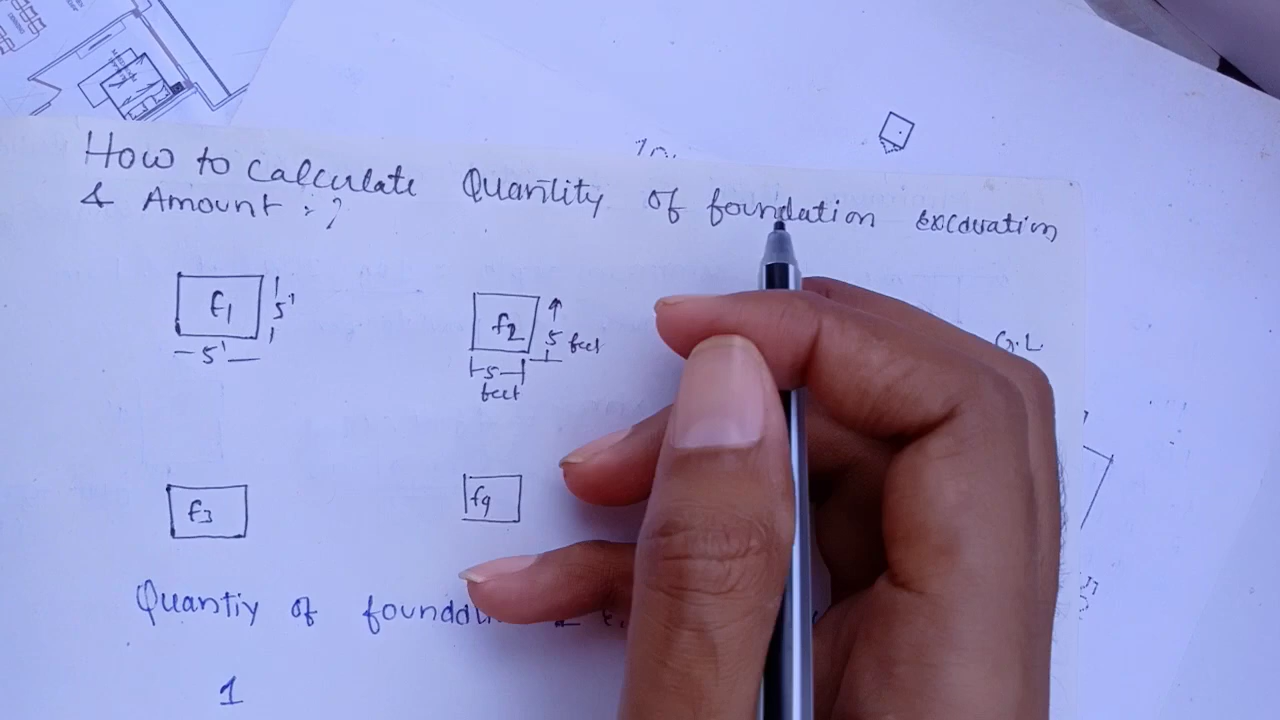 How to Calculate Quantity of foundation excavation
& Amount :- ?
f1 5'
5'
f2 5 feet
5
feet
G.L.
f3 f4
Quantiy of
1